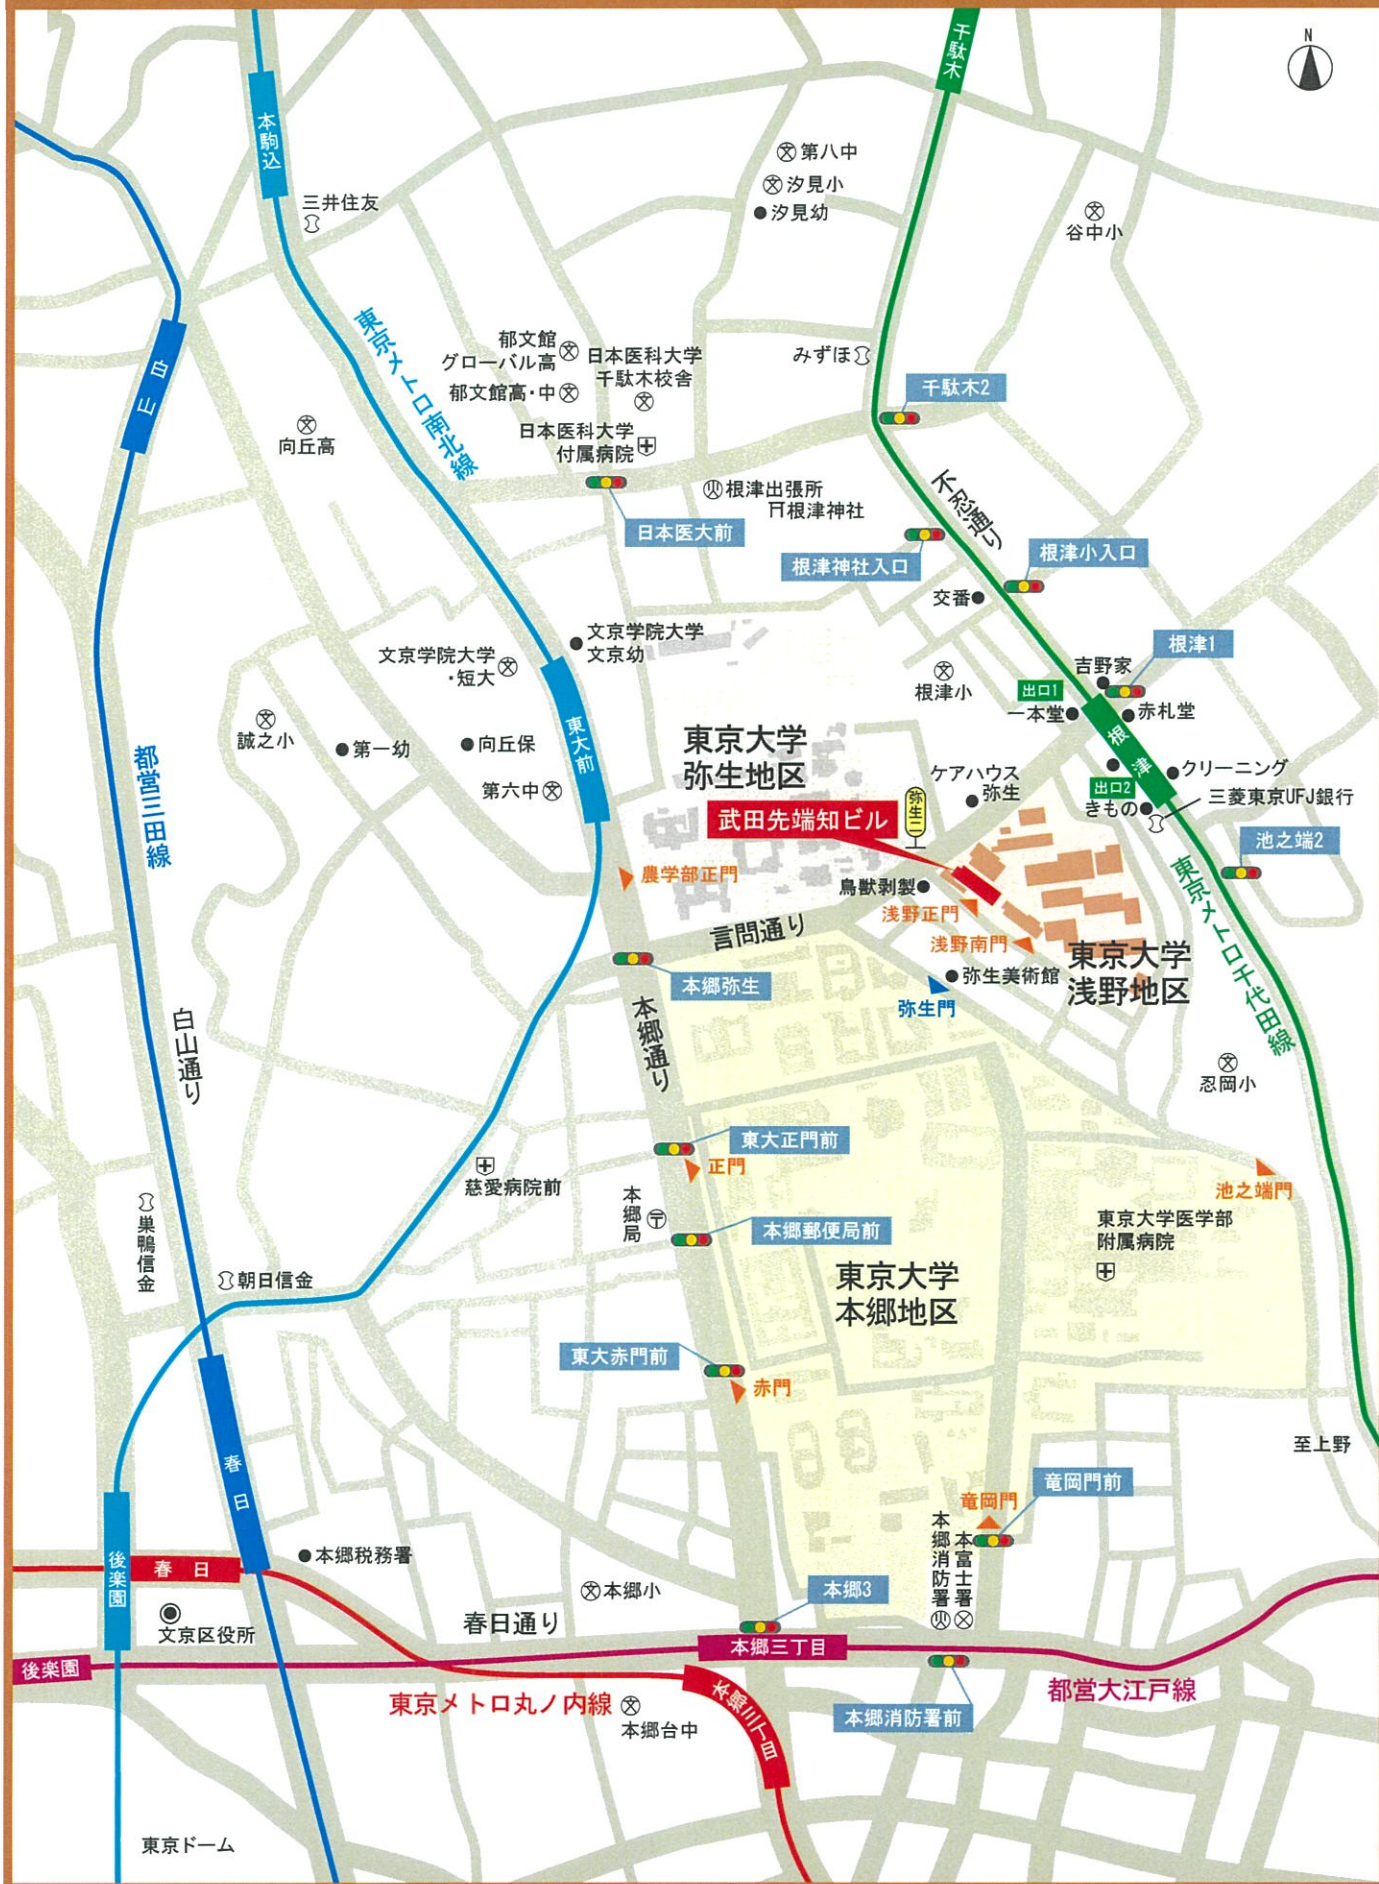 千駄木
N
本駒込
第八中
汐見小
汐見幼
三井住友
谷中小
東京メトロ南北線
郁文館
グローバル高
郁文館高・中
日本医科大学
千駄木校舎
みずほ
千駄木2
白山
向丘高
日本医科大学
付属病院
根津出張所
根津神社
不忍通り
日本医大前
根津神社入口
根津小入口
交番
文京学院大学
文京幼
文京学院大学
・短大
根津小
根津1
吉野家
出口1
一本堂
赤札堂
根津
誠之小
第一幼
向丘保
東大前
第六中
都営三田線
東京大学
弥生地区
ケアハウス
弥生
弥生二
クリーニング
出口2
きもの
三菱東京UFJ銀行
武田先端知ビル
池之端2
農学部正門
鳥獣剥製
浅野正門
浅野南門
言問通り
東京メトロ千代田線
東京大学
浅野地区
本郷弥生
弥生美術館
弥生門
白山通り
本郷通り
忍岡小
東大正門前
正門
慈愛病院前
本郷局
池之端門
巣鴨信金
本郷郵便局前
東京大学医学部
附属病院
朝日信金
東京大学
本郷地区
東大赤門前
赤門
至上野
春日
竜岡門
竜岡門前
本郷消防署
本富士署
後楽園
春日
本郷税務署
本郷小
本郷3
文京区役所
春日通り
後楽園
本郷三丁目
東京メトロ丸ノ内線
本郷台中
本郷三丁目
本郷消防署前
都営大江戸線
東京ドーム